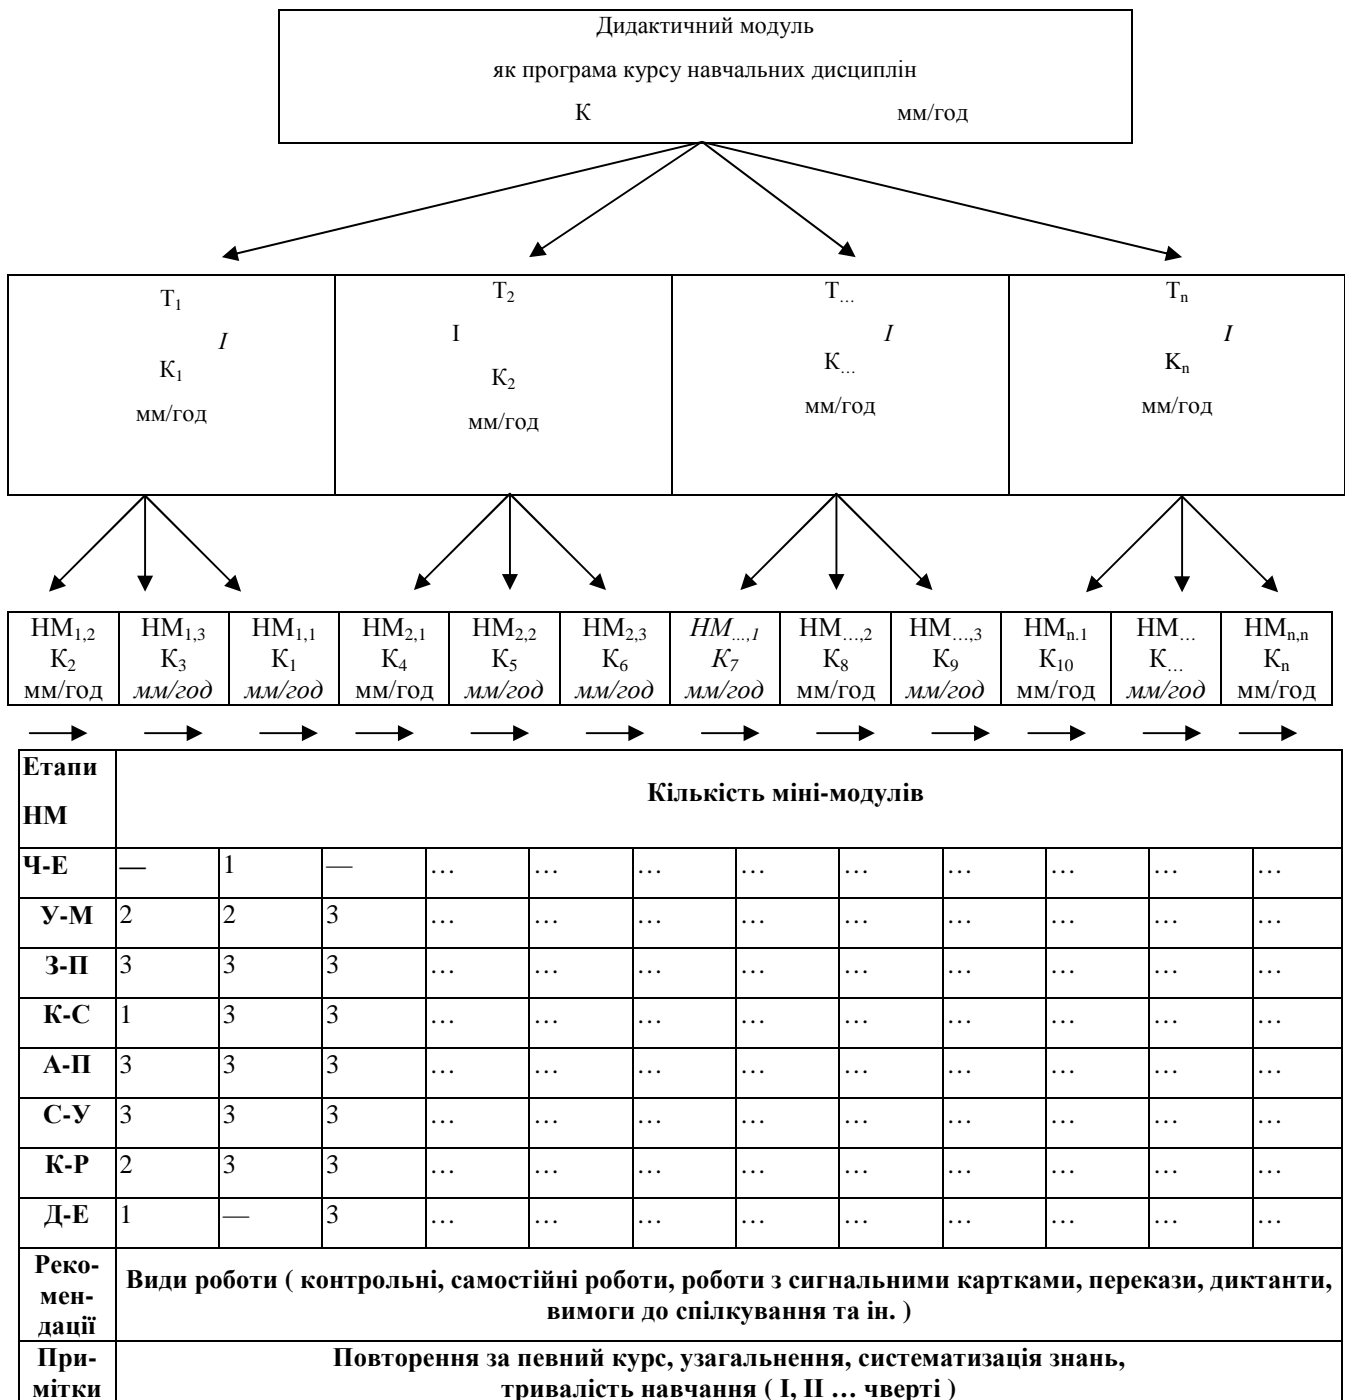 Дидактичний модуль
як програма курсу навчальних дисциплін
К мм/год
Т₁ Т₂ Т… Тₙ
І І І І
К₁ К₂ К… Kₙ
мм/год мм/год мм/год мм/год
НМ₁,₂ НМ₁,₃ НМ₁,₁ НМ₂,₁ НМ₂,₂ НМ₂,₃ НМ…,₁ НМ…,₂ НМ…,₃ НМₙ.₁ НМ… НМₙ,ₙ
К₂ К₃ К₁ К₄ К₅ К₆ К₇ К₈ К₉ К₁₀ К… Кₙ
мм/год мм/год мм/год мм/год мм/год мм/год мм/год мм/год мм/год мм/год мм/год мм/год
Етапи
НМ
Кількість міні-модулів
Ч-Е — 1 — … … … … … … … … …
У-М 2 2 3 … … … … … … … … …
З-П 3 3 3 … … … … … … … … …
К-С 1 3 3 … … … … … … … … …
А-П 3 3 3 … … … … … … … … …
С-У 3 3 3 … … … … … … … … …
К-Р 2 3 3 … … … … … … … … …
Д-Е 1 — 3 … … … … … … … … …
Реко-
мен-
дації
Види роботи ( контрольні, самостійні роботи, роботи з сигнальними картками, перекази, диктанти,
вимоги до спілкування та ін. )
При-
мітки
Повторення за певний курс, узагальнення, систематизація знань,
тривалість навчання ( І, ІІ … чверті )